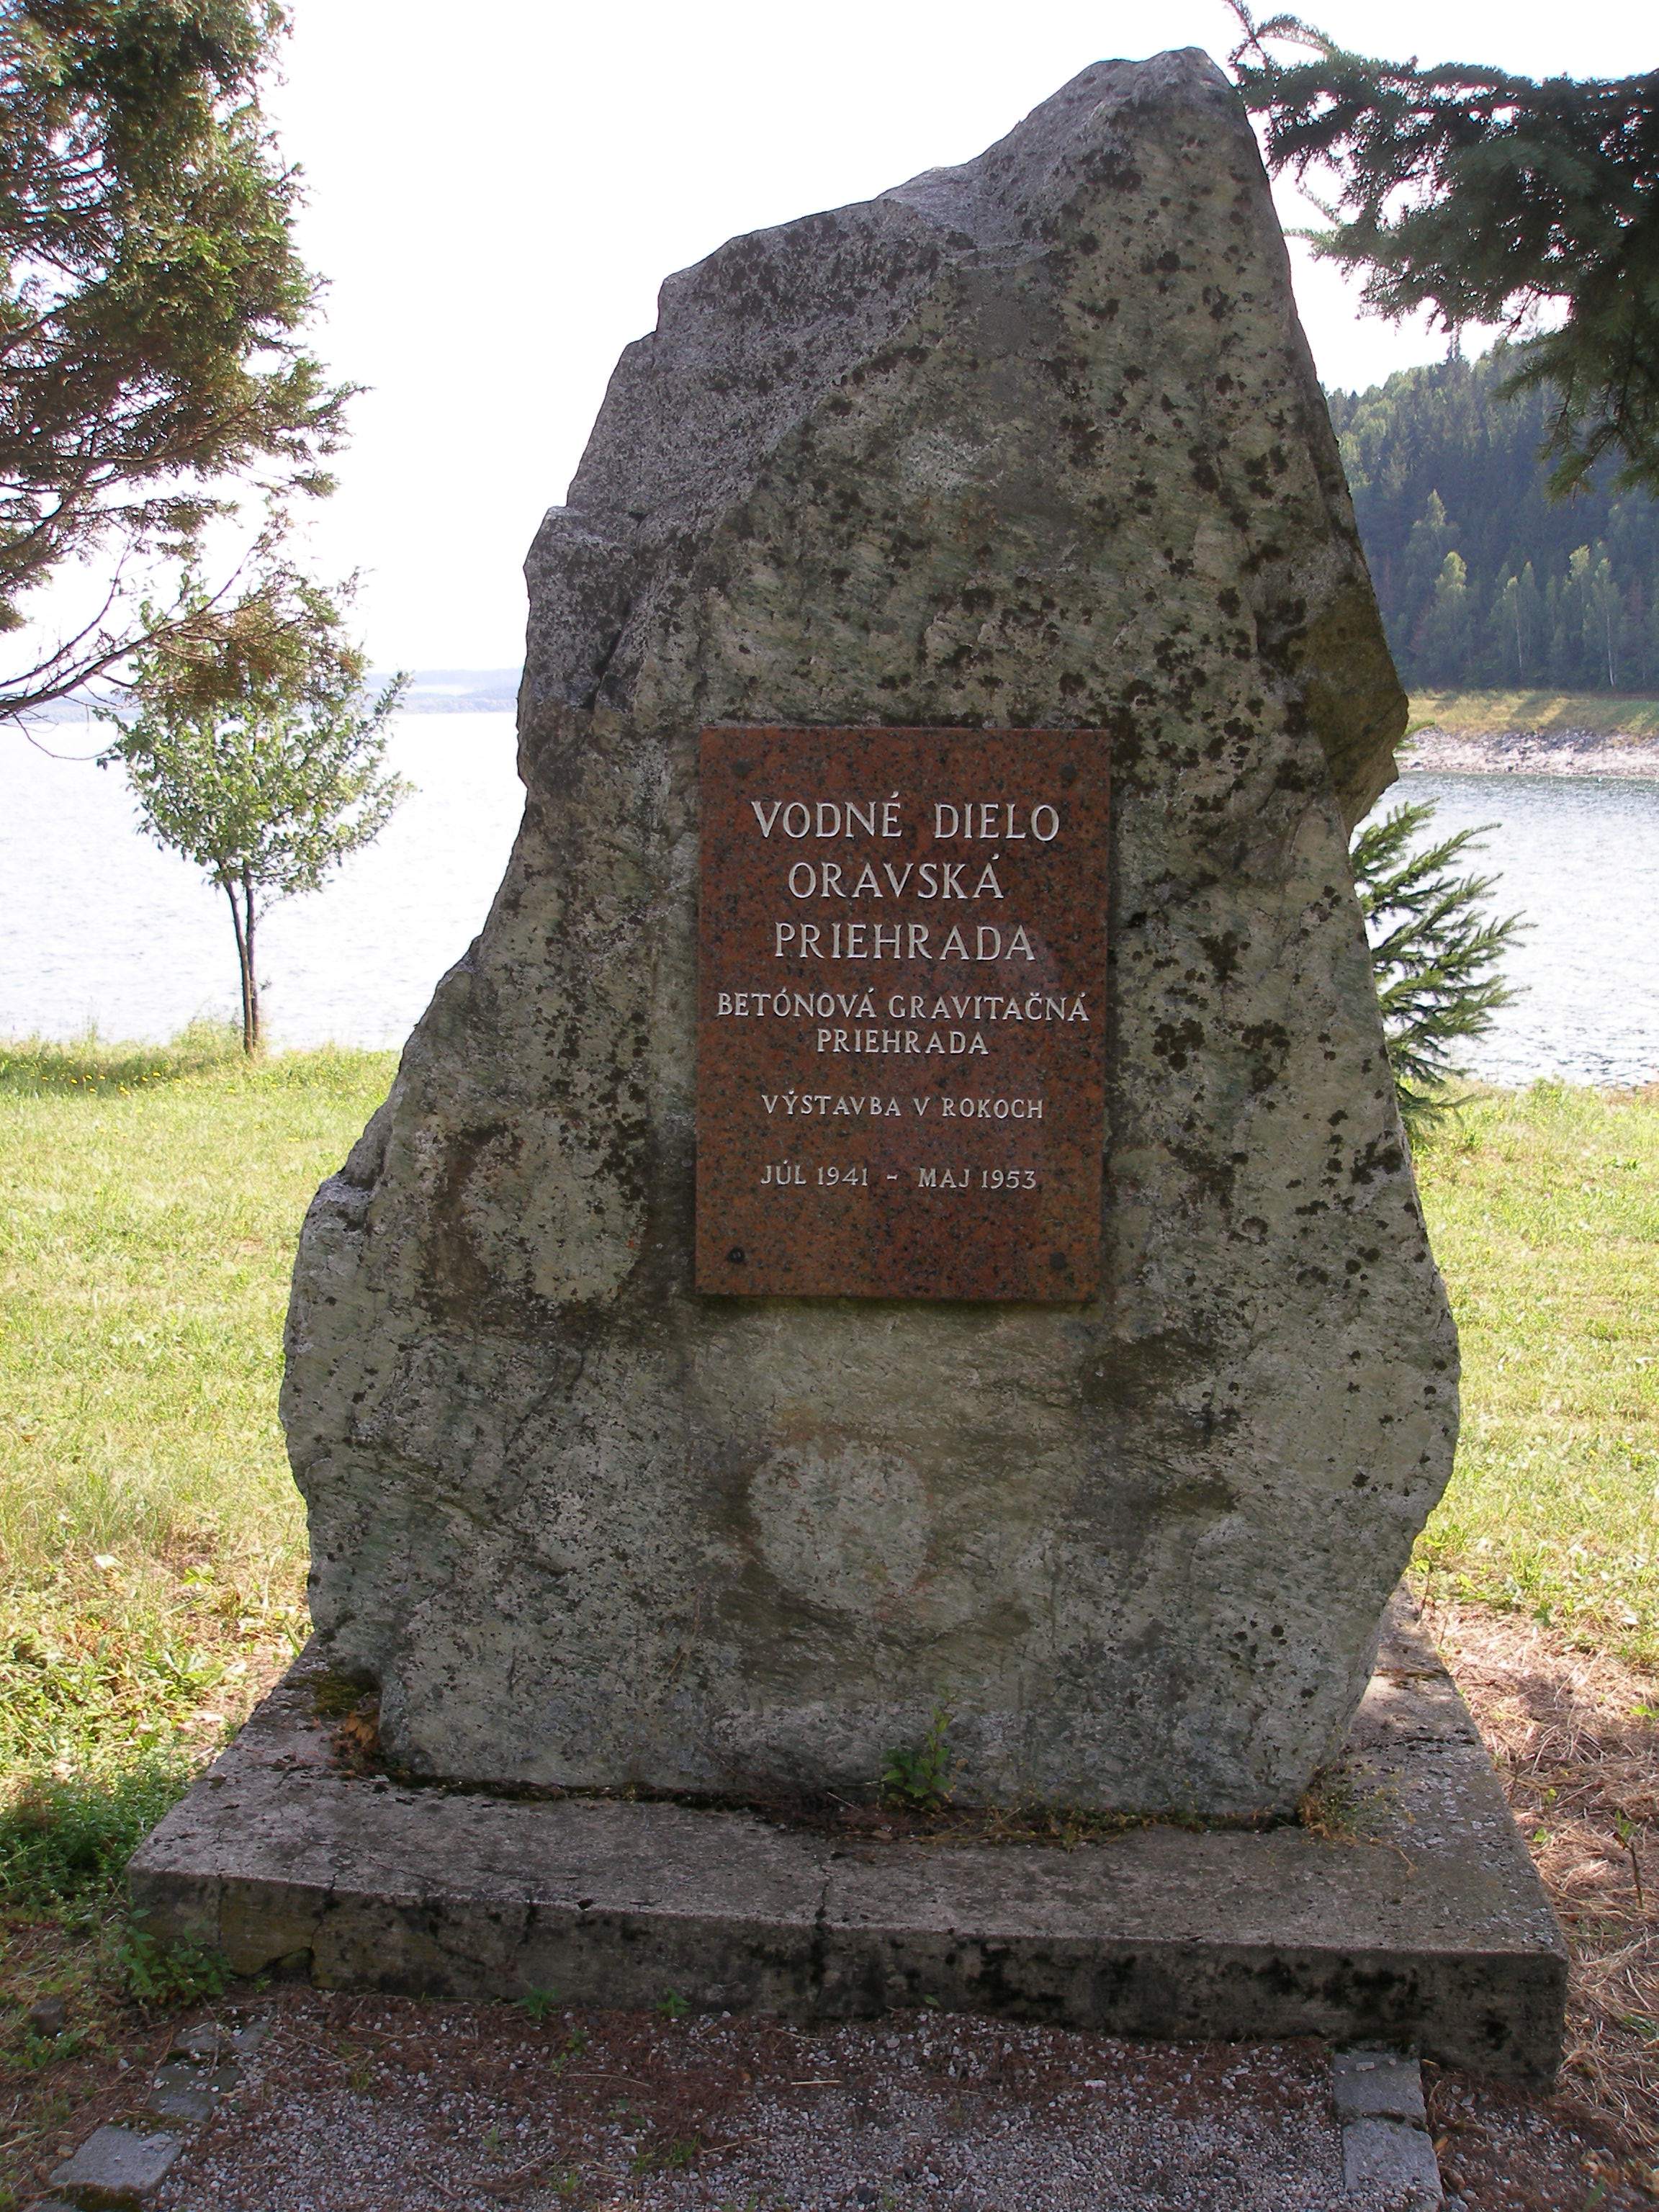 VODNÉ DIELO
ORAVSKÁ
PRIEHRADA
BETÓNOVÁ GRAVITAČNÁ
PRIEHRADA
VÝSTAVBA V ROKOCH
JÚL 1941 - MAJ 1953